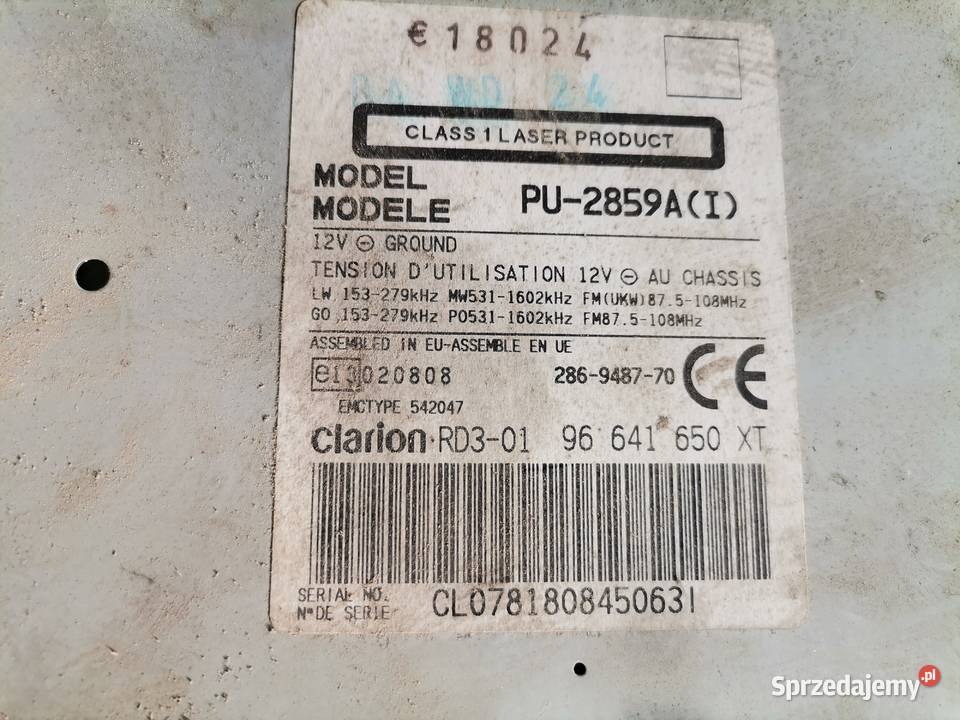 €18024
CLASS 1 LASER PRODUCT
MODEL
MODELE PU-2859A(I)
12V ⊖ GROUND
TENSION D'UTILISATION 12V ⊖ AU CHASSIS
LW 153-279kHz MW531-1602kHz FM(UKW)87.5-108MHz
GO 153-279kHz PO531-1602kHz FM87.5-108MHz
ASSEMBLED IN EU-ASSEMBLE EN UE
e13 020808 286-9487-70 CE
EMCTYPE 542047
clarion RD3-01 96 641 650 XT
SERIAL NO.
N° DE SERIE CL0781808450631
Sprzedajemy.pl